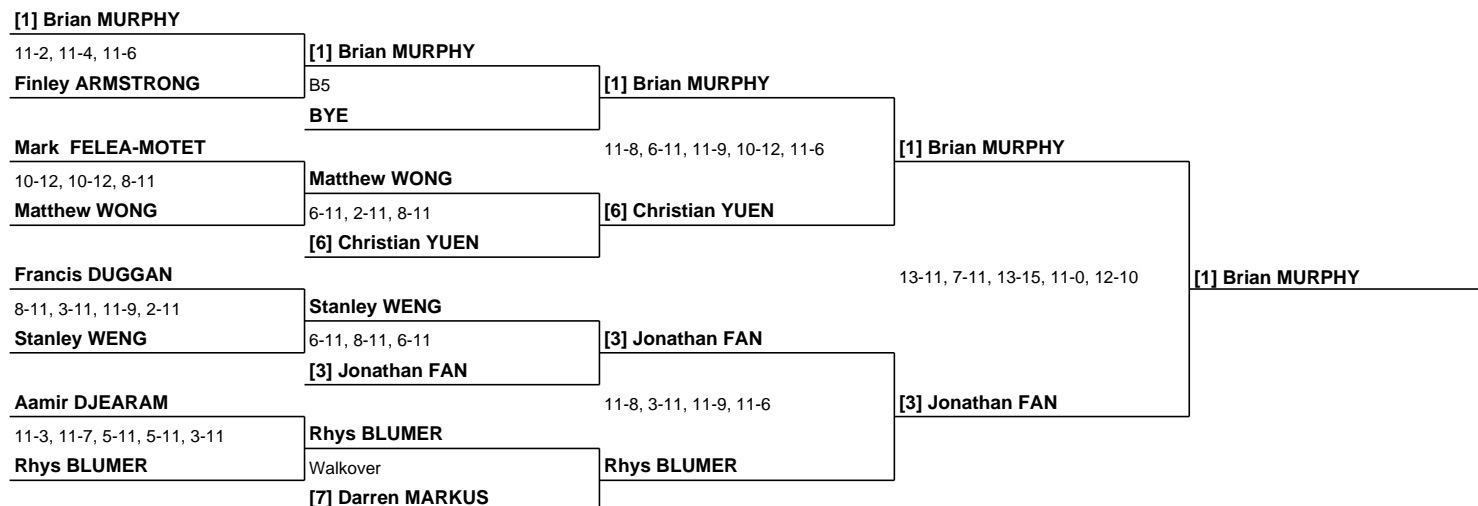 [1] Brian MURPHY
11-2, 11-4, 11-6
[1] Brian MURPHY
Finley ARMSTRONG
B5
[1] Brian MURPHY
BYE
Mark FELEA-MOTET
11-8, 6-11, 11-9, 10-12, 11-6
[1] Brian MURPHY
10-12, 10-12, 8-11
Matthew WONG
Matthew WONG
6-11, 2-11, 8-11
[6] Christian YUEN
[6] Christian YUEN
Francis DUGGAN
13-11, 7-11, 13-15, 11-0, 12-10
[1] Brian MURPHY
8-11, 3-11, 11-9, 2-11
Stanley WENG
Stanley WENG
6-11, 8-11, 6-11
[3] Jonathan FAN
[3] Jonathan FAN
Aamir DJEARAM
11-8, 3-11, 11-9, 11-6
[3] Jonathan FAN
11-3, 11-7, 5-11, 5-11, 3-11
Rhys BLUMER
Rhys BLUMER
Walkover
Rhys BLUMER
[7] Darren MARKUS